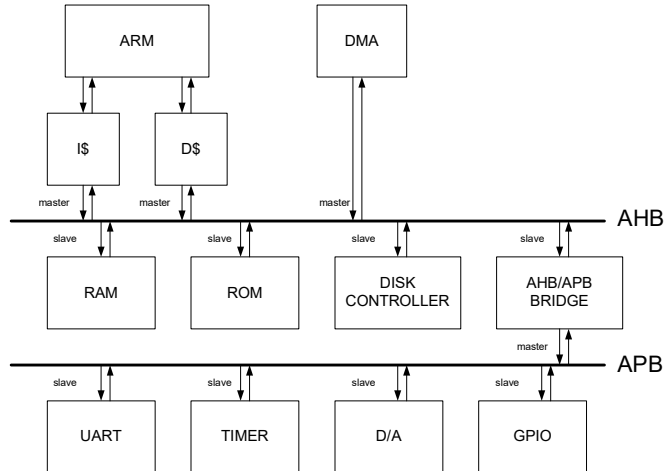 ARM
DMA
I$
D$
master
master
master
AHB
slave
slave
slave
slave
RAM
ROM
DISK
CONTROLLER
AHB/APB
BRIDGE
master
APB
slave
slave
slave
slave
UART
TIMER
D/A
GPIO